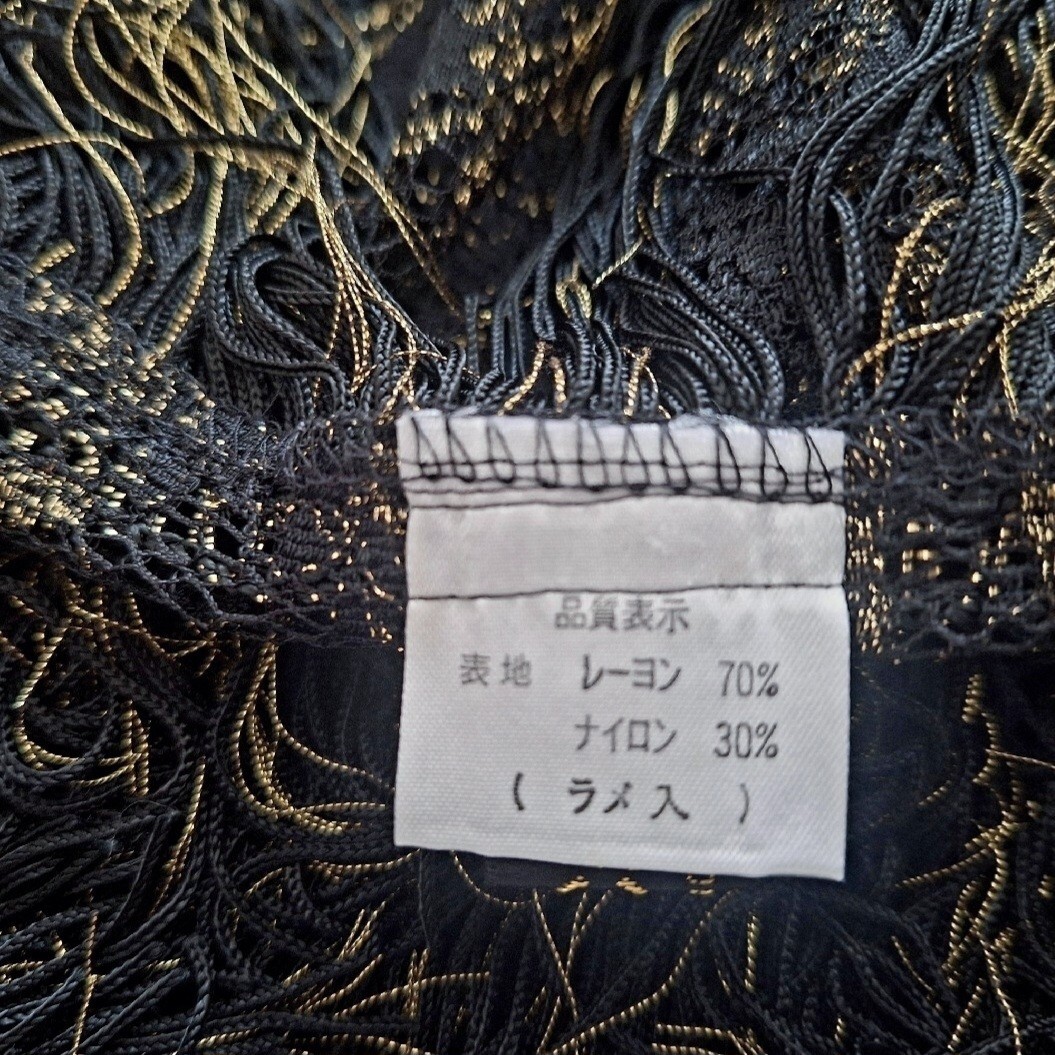 品質表示
表地 レーヨン 70%
ナイロン 30%
( ラメ入 )